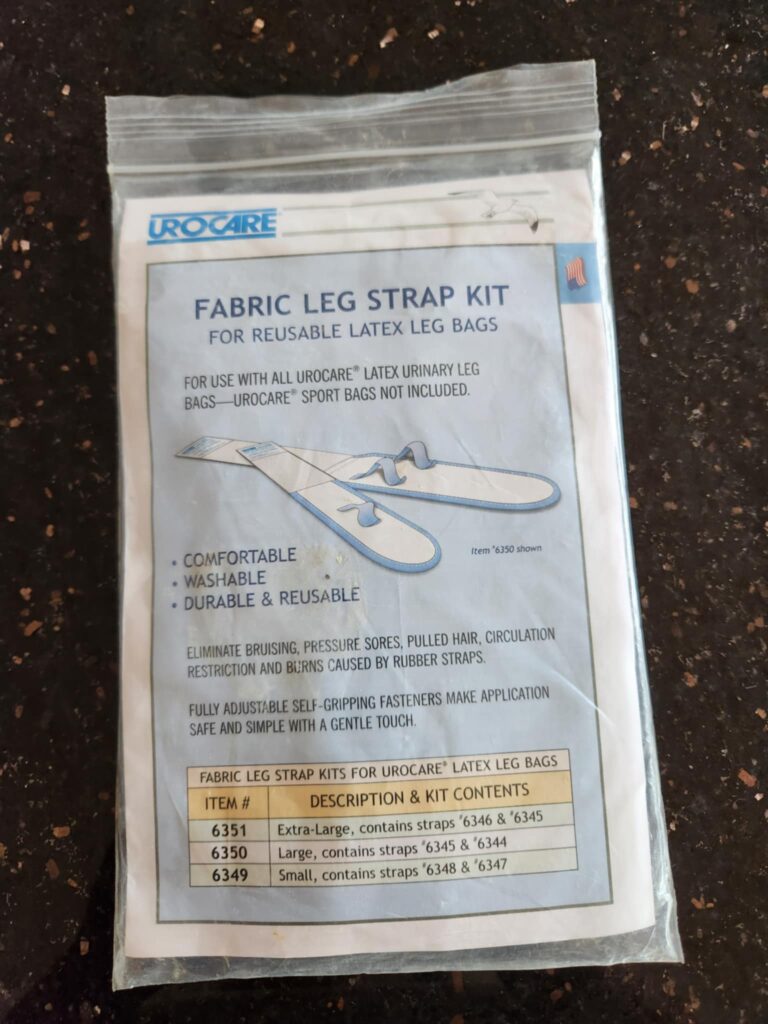 UROCARE®
FABRIC LEG STRAP KIT
FOR REUSABLE LATEX LEG BAGS
FOR USE WITH ALL UROCARE® LATEX URINARY LEG
BAGS—UROCARE® SPORT BAGS NOT INCLUDED.
Item #6350 shown
• COMFORTABLE
• WASHABLE
• DURABLE & REUSABLE
ELIMINATE BRUISING, PRESSURE SORES, PULLED HAIR, CIRCULATION
RESTRICTION AND BURNS CAUSED BY RUBBER STRAPS.
FULLY ADJUSTABLE SELF-GRIPPING FASTENERS MAKE APPLICATION
SAFE AND SIMPLE WITH A GENTLE TOUCH.
FABRIC LEG STRAP KITS FOR UROCARE® LATEX LEG BAGS
ITEM # DESCRIPTION & KIT CONTENTS
6351 Extra-Large, contains straps #6346 & #6345
6350 Large, contains straps #6345 & #6344
6349 Small, contains straps #6348 & #6347